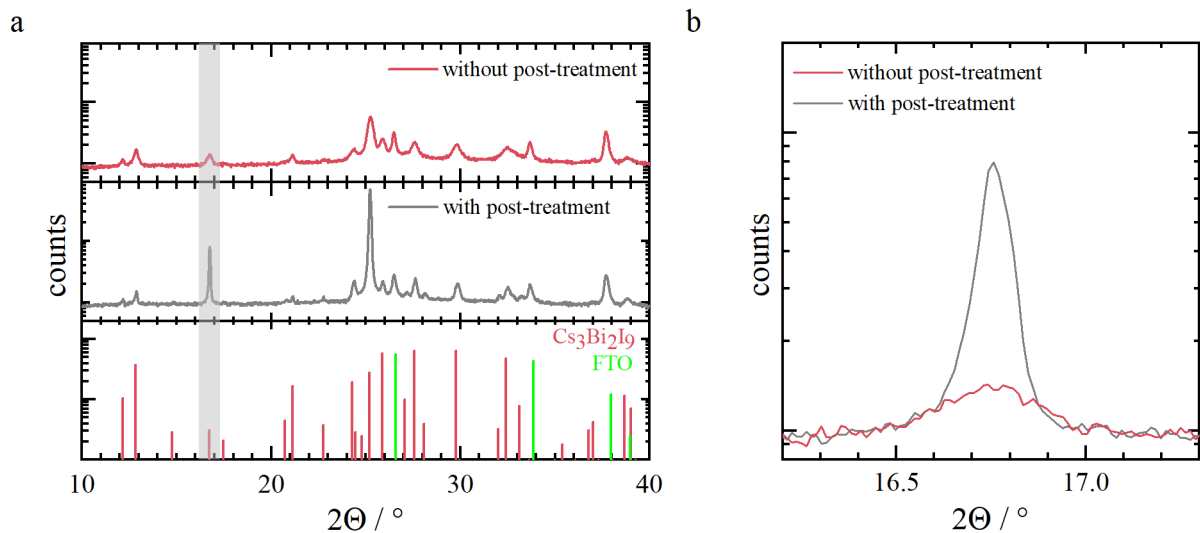 a
without post-treatment
with post-treatment
counts
Cs₃Bi₂I₉
FTO
10
20
30
40
2Θ / °
b
without post-treatment
with post-treatment
counts
16.5
17.0
2Θ / °